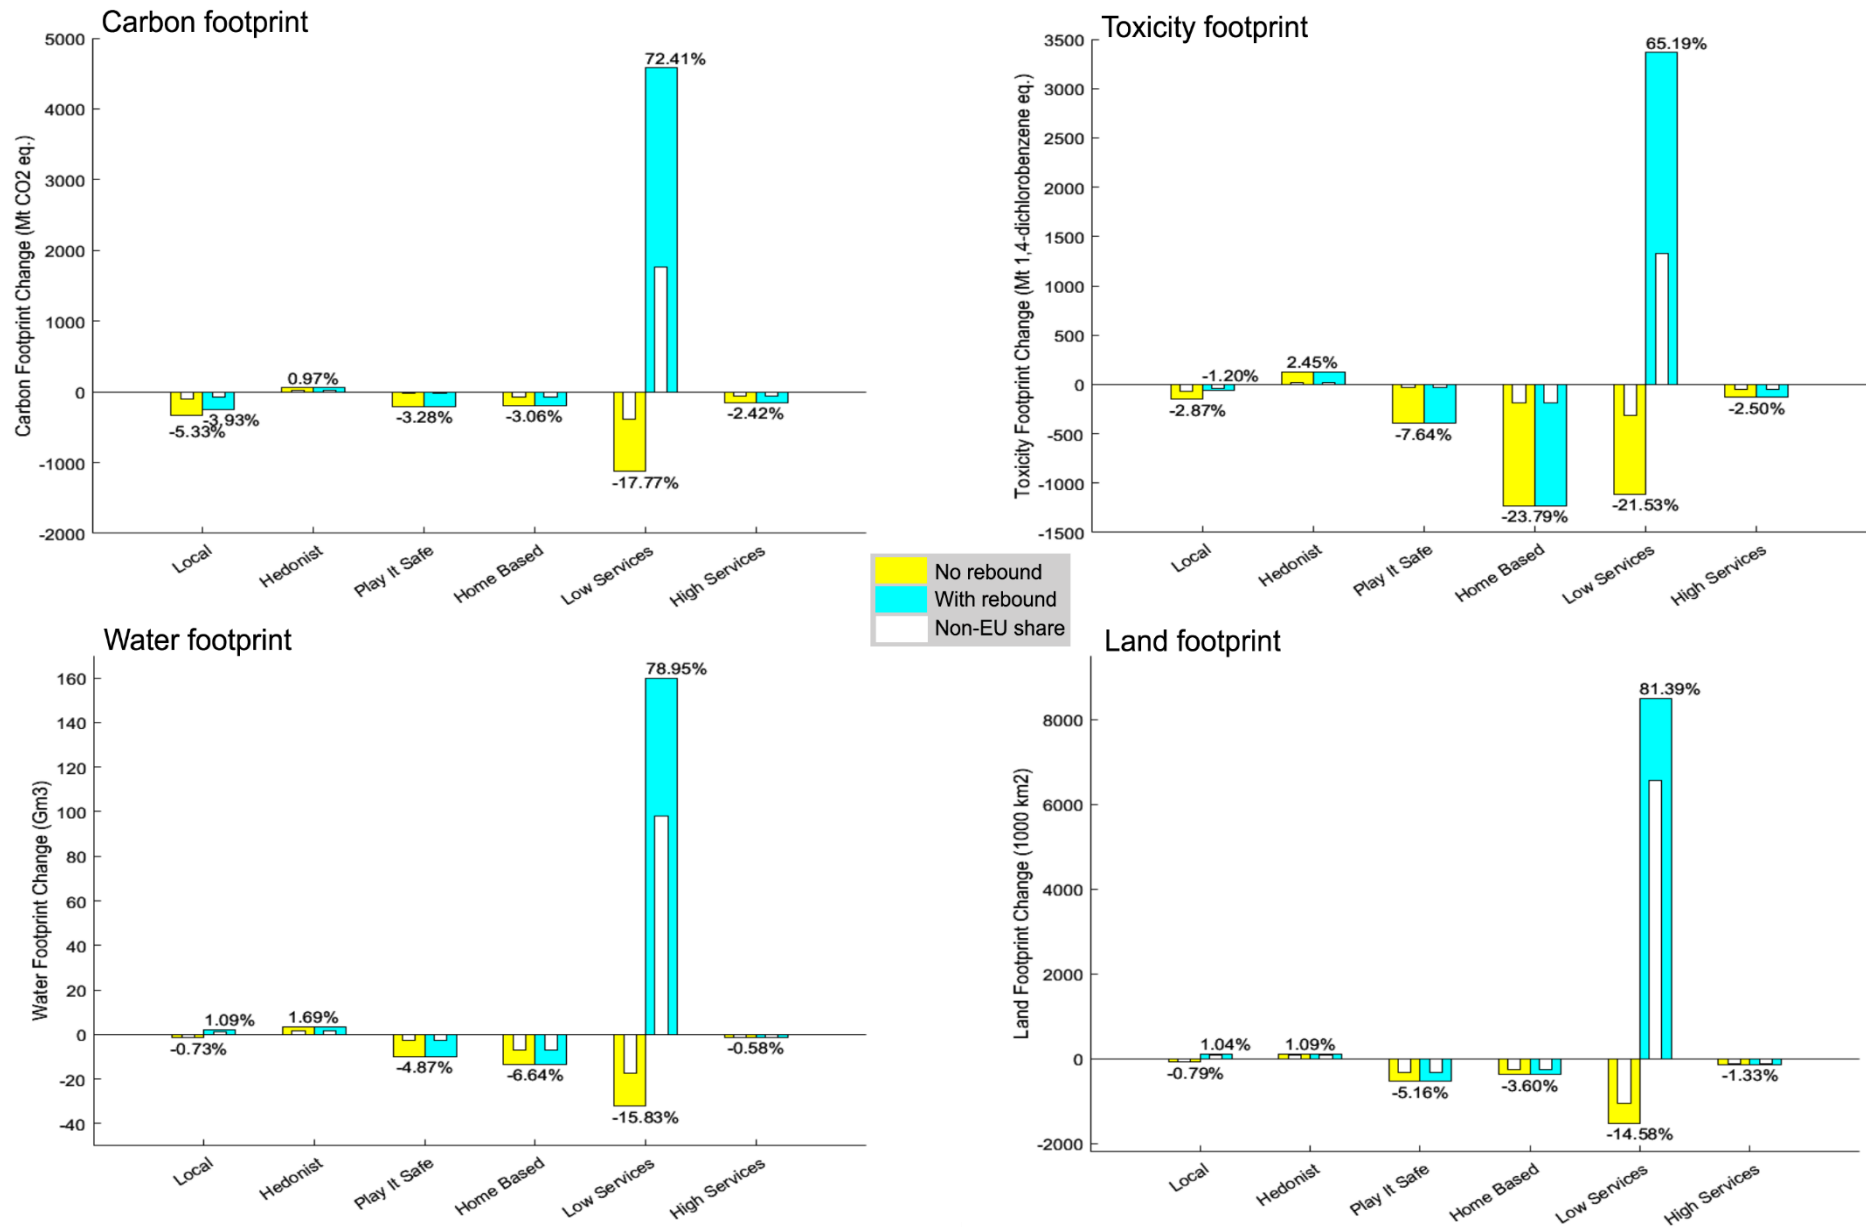 Carbon footprint
Carbon Footprint Change (Mt CO2 eq.)
5000
4000
3000
2000
1000
0
-1000
-2000
-5.33%
-3.93%
0.97%
-3.28%
-3.06%
-17.77%
72.41%
-2.42%
Local
Hedonist
Play It Safe
Home Based
Low Services
High Services
Toxicity footprint
Toxicity Footprint Change (Mt 1,4-dichlorobenzene eq.)
3500
3000
2500
2000
1500
1000
500
0
-500
-1000
-1500
-2.87%
-1.20%
2.45%
-7.64%
-23.79%
-21.53%
65.19%
-2.50%
Local
Hedonist
Play It Safe
Home Based
Low Services
High Services
No rebound
With rebound
Non-EU share
Water footprint
Water Footprint Change (Gm3)
160
140
120
100
80
60
40
20
0
-20
-40
-0.73%
1.09%
1.69%
-4.87%
-6.64%
-15.83%
78.95%
-0.58%
Local
Hedonist
Play It Safe
Home Based
Low Services
High Services
Land footprint
Land Footprint Change (1000 km2)
8000
6000
4000
2000
0
-2000
-0.79%
1.04%
1.09%
-5.16%
-3.60%
-14.58%
81.39%
-1.33%
Local
Hedonist
Play It Safe
Home Based
Low Services
High Services